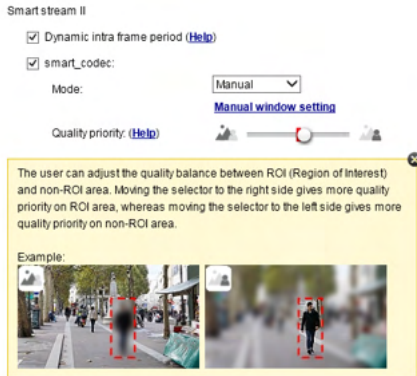 Smart stream II
Dynamic intra frame period (Help)
smart_codec:
Mode: Manual
Manual window setting
Quality priority: (Help)
The user can adjust the quality balance between ROI (Region of Interest)
and non-ROI area. Moving the selector to the right side gives more quality
priority on ROI area, whereas moving the selector to the left side gives more
quality priority on non-ROI area.
Example: